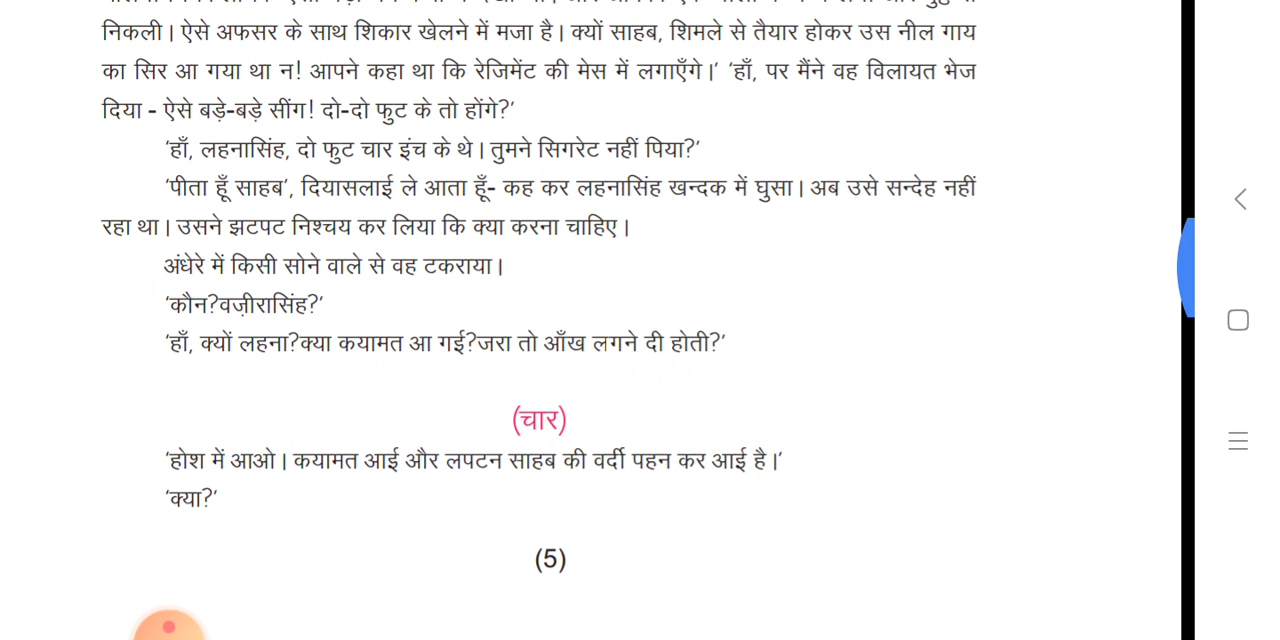 निकली। ऐसे अफसर के साथ शिकार खेलने में मजा है। क्यों साहब, शिमले से तैयार होकर उस नील गाय
का सिर आ गया था न! आपने कहा था कि रेजिमेंट की मेस में लगाएँगे।’ ‘हाँ, पर मैंने वह विलायत भेज
दिया - ऐसे बड़े-बड़े सींग! दो-दो फुट के तो होंगे?’
‘हाँ, लहनासिंह, दो फुट चार इंच के थे। तुमने सिगरेट नहीं पिया?’
‘पीता हूँ साहब’, दियासलाई ले आता हूँ- कह कर लहनासिंह खन्दक में घुसा। अब उसे सन्देह नहीं
रहा था। उसने झटपट निश्चय कर लिया कि क्या करना चाहिए।
अंधेरे में किसी सोने वाले से वह टकराया।
‘कौन?वज़ीरासिंह?’
‘हाँ, क्यों लहना?क्या कयामत आ गई?जरा तो आँख लगने दी होती?’
(चार)
‘होश में आओ। कयामत आई और लपटन साहब की वर्दी पहन कर आई है।’
‘क्या?’
(5)